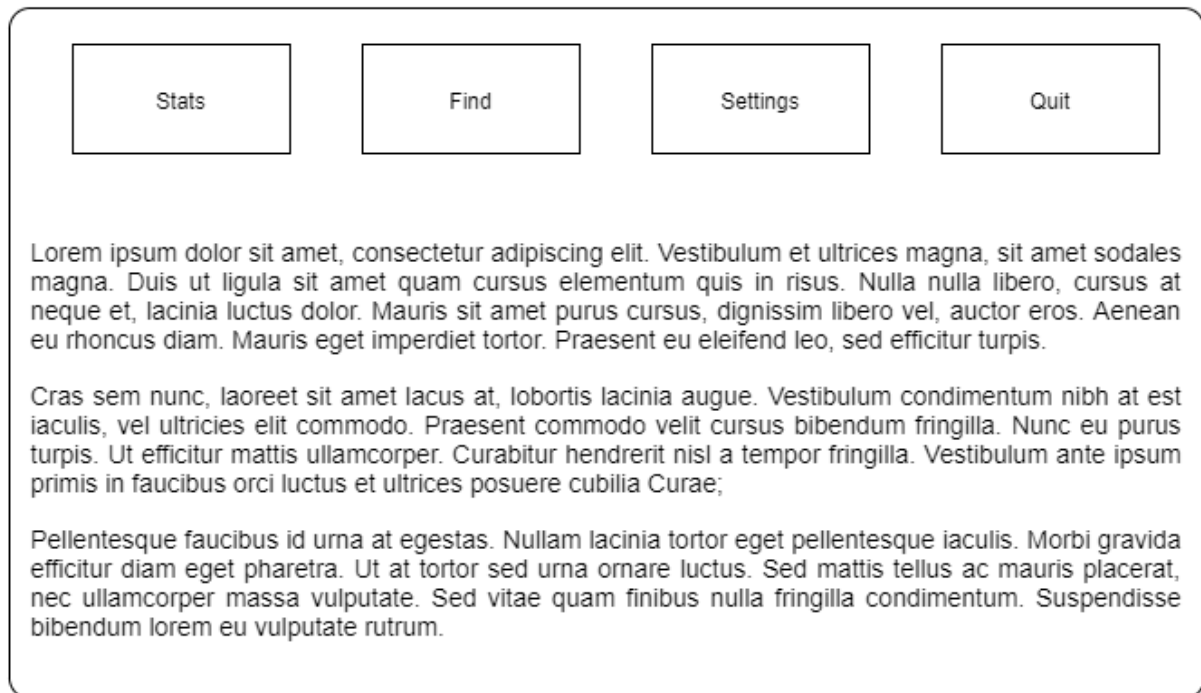 Stats
Find
Settings
Quit
Lorem ipsum dolor sit amet, consectetur adipiscing elit. Vestibulum et ultrices magna, sit amet sodales
magna. Duis ut ligula sit amet quam cursus elementum quis in risus. Nulla nulla libero, cursus at
neque et, lacinia luctus dolor. Mauris sit amet purus cursus, dignissim libero vel, auctor eros. Aenean
eu rhoncus diam. Mauris eget imperdiet tortor. Praesent eu eleifend leo, sed efficitur turpis.
Cras sem nunc, laoreet sit amet lacus at, lobortis lacinia augue. Vestibulum condimentum nibh at est
iaculis, vel ultricies elit commodo. Praesent commodo velit cursus bibendum fringilla. Nunc eu purus
turpis. Ut efficitur mattis ullamcorper. Curabitur hendrerit nisl a tempor fringilla. Vestibulum ante ipsum
primis in faucibus orci luctus et ultrices posuere cubilia Curae;
Pellentesque faucibus id urna at egestas. Nullam lacinia tortor eget pellentesque iaculis. Morbi gravida
efficitur diam eget pharetra. Ut at tortor sed urna ornare luctus. Sed mattis tellus ac mauris placerat,
nec ullamcorper massa vulputate. Sed vitae quam finibus nulla fringilla condimentum. Suspendisse
bibendum lorem eu vulputate rutrum.